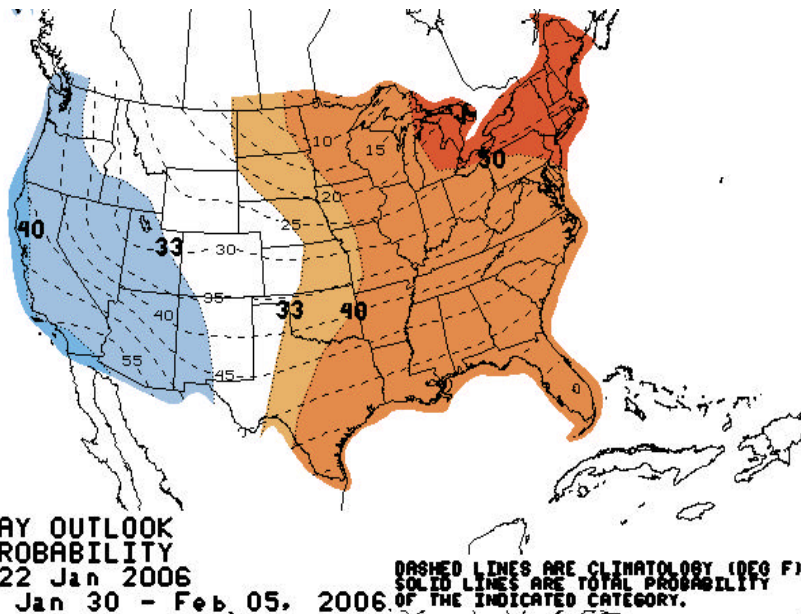 10
15
50
20
25
40
33
30
35
33
40
40
55
45
0
AY OUTLOOK
ROBABILITY
22 Jan 2006
Jan 30 - Feb 05, 2006
DASHED LINES ARE CLIMATOLOGY (DEG F)
SOLID LINES ARE TOTAL PROBABILITY
OF THE INDICATED CATEGORY.